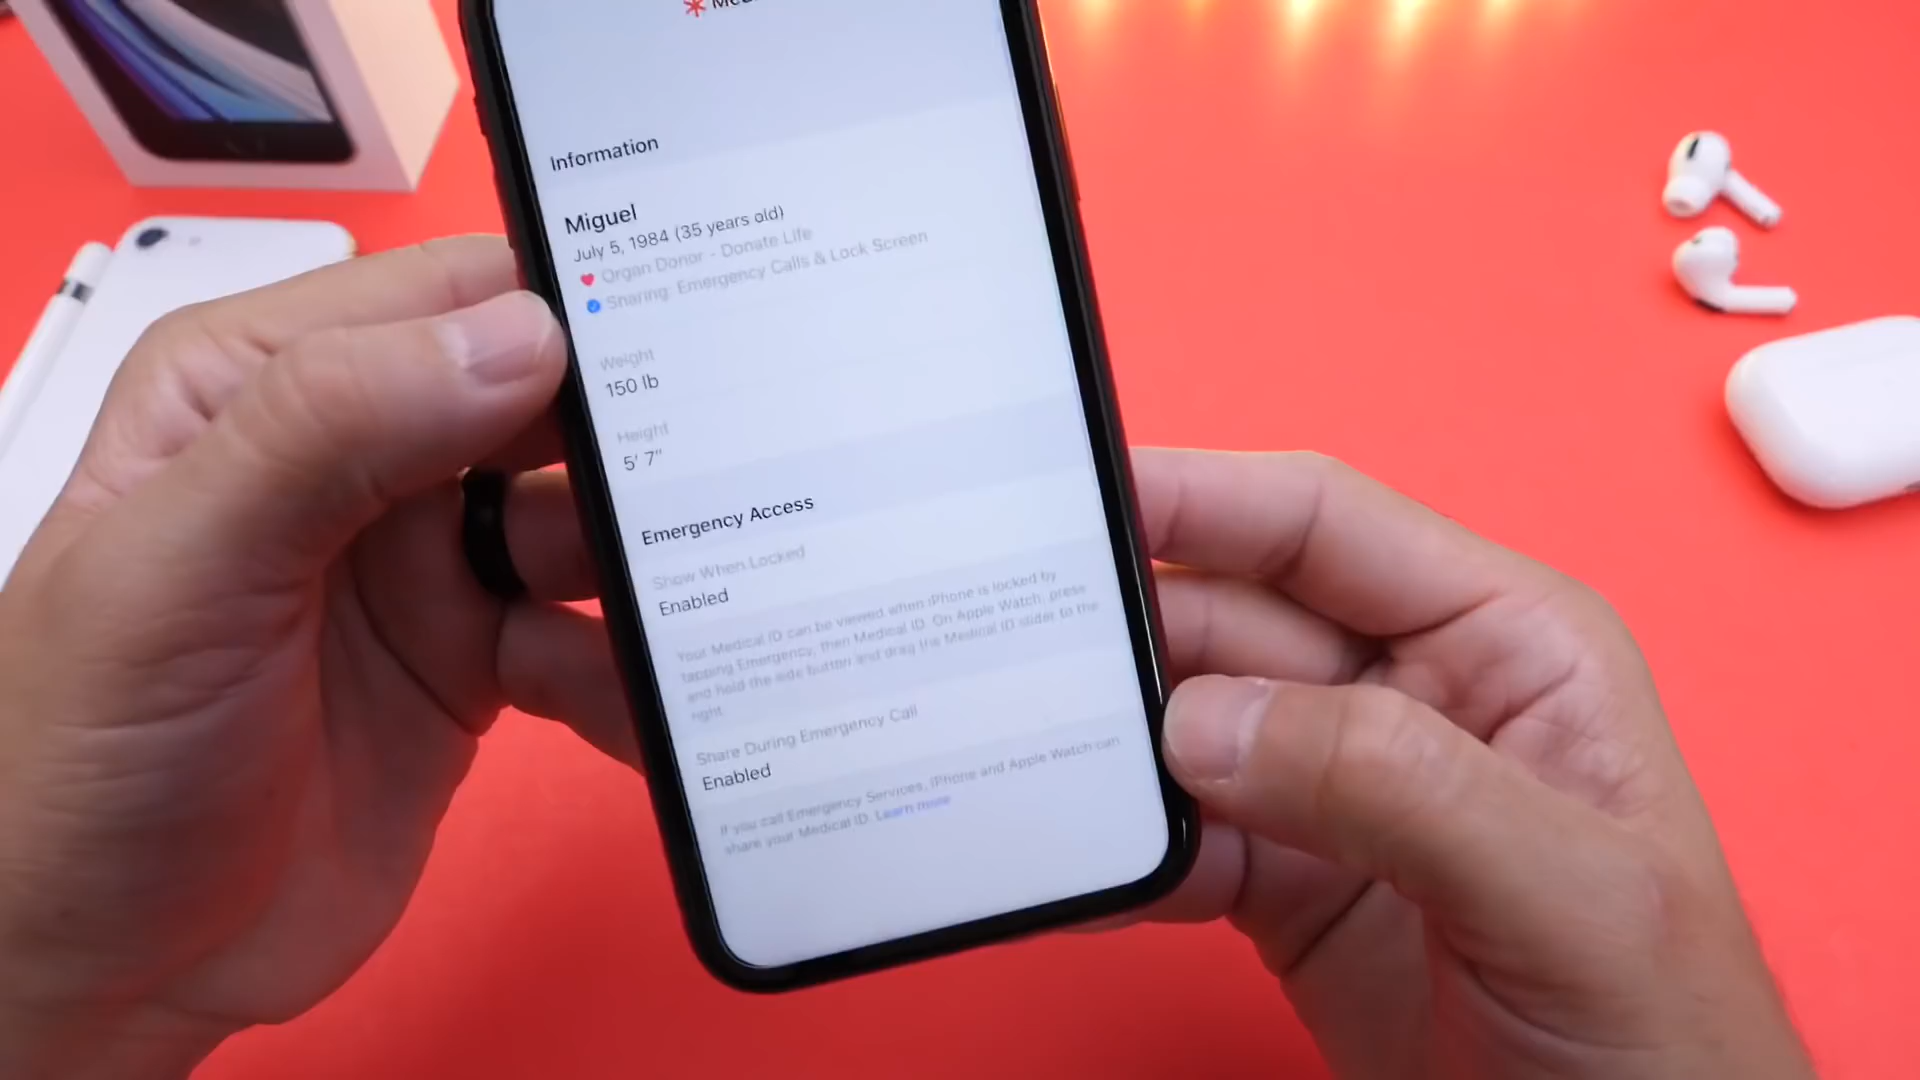 Information
Miguel
July 5, 1984 (35 years old)
Organ Donor - Donate Life
Sharing: Emergency Calls & Lock Screen
Weight
150 lb
Height
5' 7"
Emergency Access
Show When Locked
Enabled
Your Medical ID can be viewed when iPhone is locked by
tapping Emergency, then Medical ID. On Apple Watch, press
and hold the side button and drag the Medical ID slider to the
right.
Share During Emergency Call
Enabled
If you call Emergency Services, iPhone and Apple Watch can
share your Medical ID. Learn more